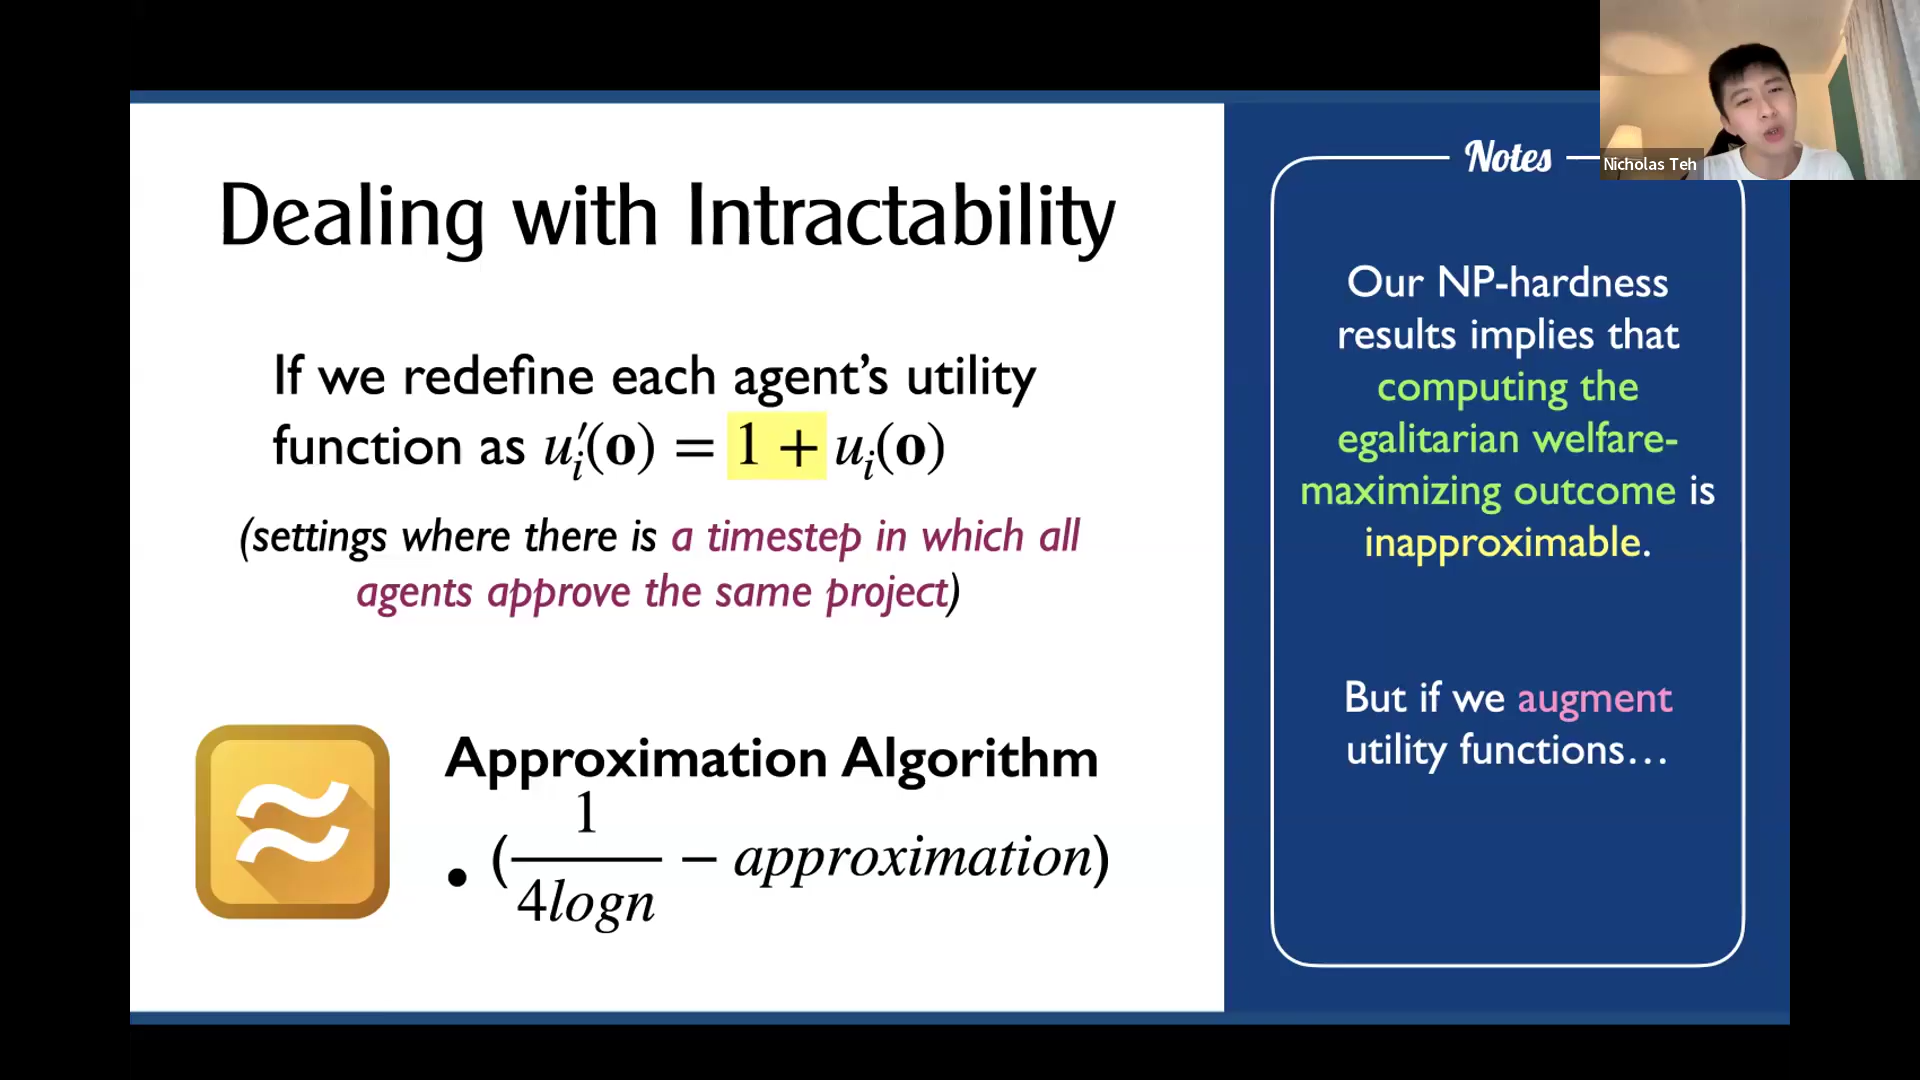 Dealing with Intractability
If we redefine each agent's utility
function as u′ᵢ(𝐨) = 1 + uᵢ(𝐨)
(settings where there is a timestep in which all
agents approve the same project)
≈
Approximation Algorithm
• (1/4logn − approximation)
Notes
Our NP-hardness
results implies that
computing the
egalitarian welfare-
maximizing outcome is
inapproximable.
But if we augment
utility functions…
Nicholas Teh